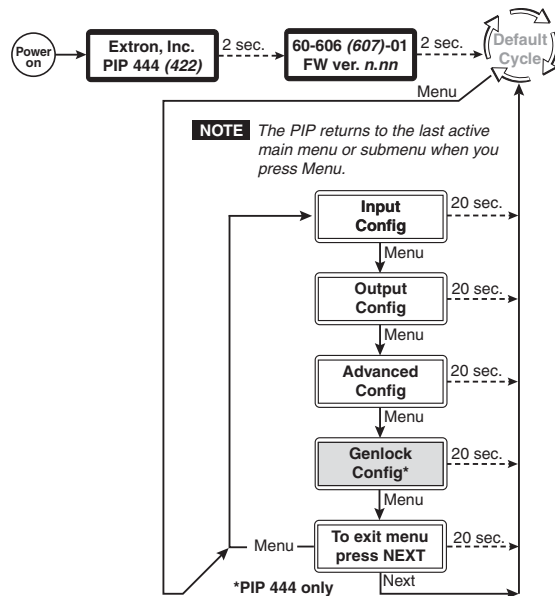 Power
on
Extron, Inc.
PIP 444 (422)
2 sec.
60-606 (607)-01
FW ver. n.nn
2 sec.
Default
Cycle
Menu
NOTE The PIP returns to the last active
main menu or submenu when you
press Menu.
Input
Config
20 sec.
Menu
Output
Config
20 sec.
Menu
Advanced
Config
20 sec.
Menu
Genlock
Config*
20 sec.
Menu
To exit menu
press NEXT
20 sec.
Menu
Next
*PIP 444 only